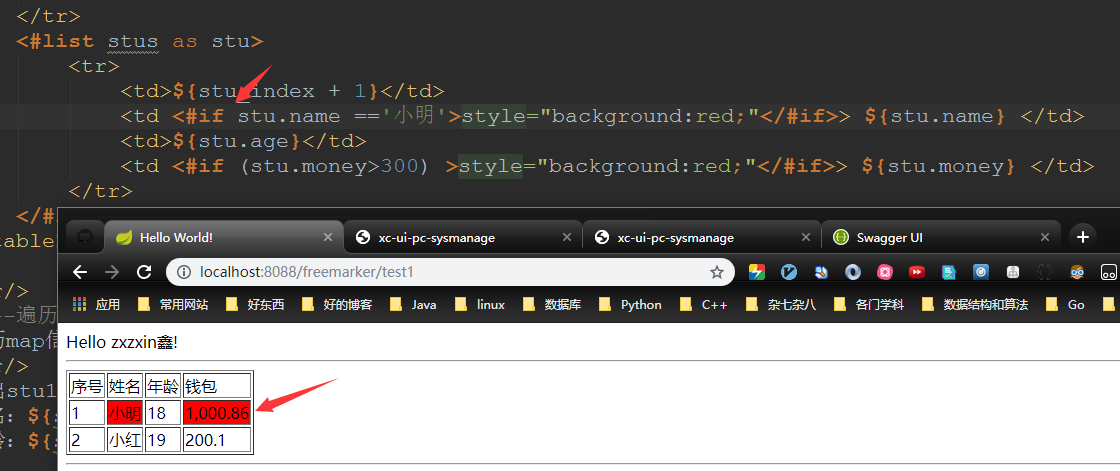 </tr>
<#list stus as stu>
<tr>
<td>${stu_index + 1}</td>
<td <#if stu.name =='小明'>style="background:red;"</#if>> ${stu.name} </td>
<td>${stu.age}</td>
<td <#if (stu.money>300) >style="background:red;"</#if>> ${stu.money} </td>
</tr>
</#
table
Hello World! xc-ui-pc-sysmanage xc-ui-pc-sysmanage Swagger UI
localhost:8088/freemarker/test1
r/>
应用 常用网站 好东西 好的博客 Java linux 数据库 Python C++ 杂七杂八 各门学科 数据结构和算法 Go
--遍历
map信
Hello zxzxin鑫!
r/>
出stu1
序号 姓名 年龄 钱包
名: ${
1 小明 18 1,000.86
龄: ${
2 小红 19 200.1